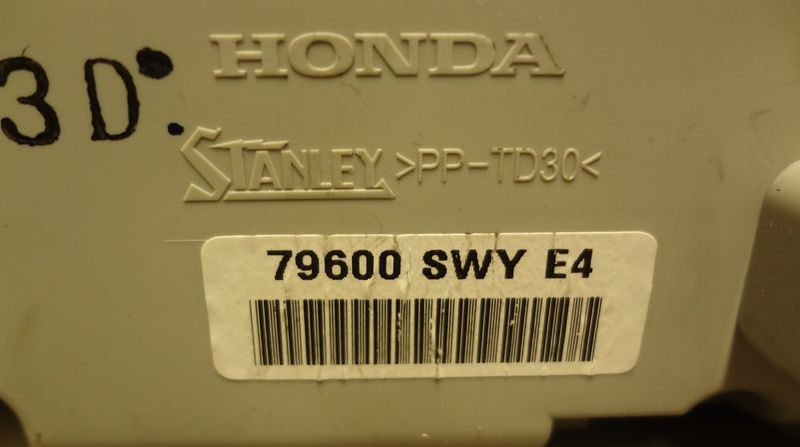 HONDA
3D
STANLEY >PP-TD30<
79600 SWY E4